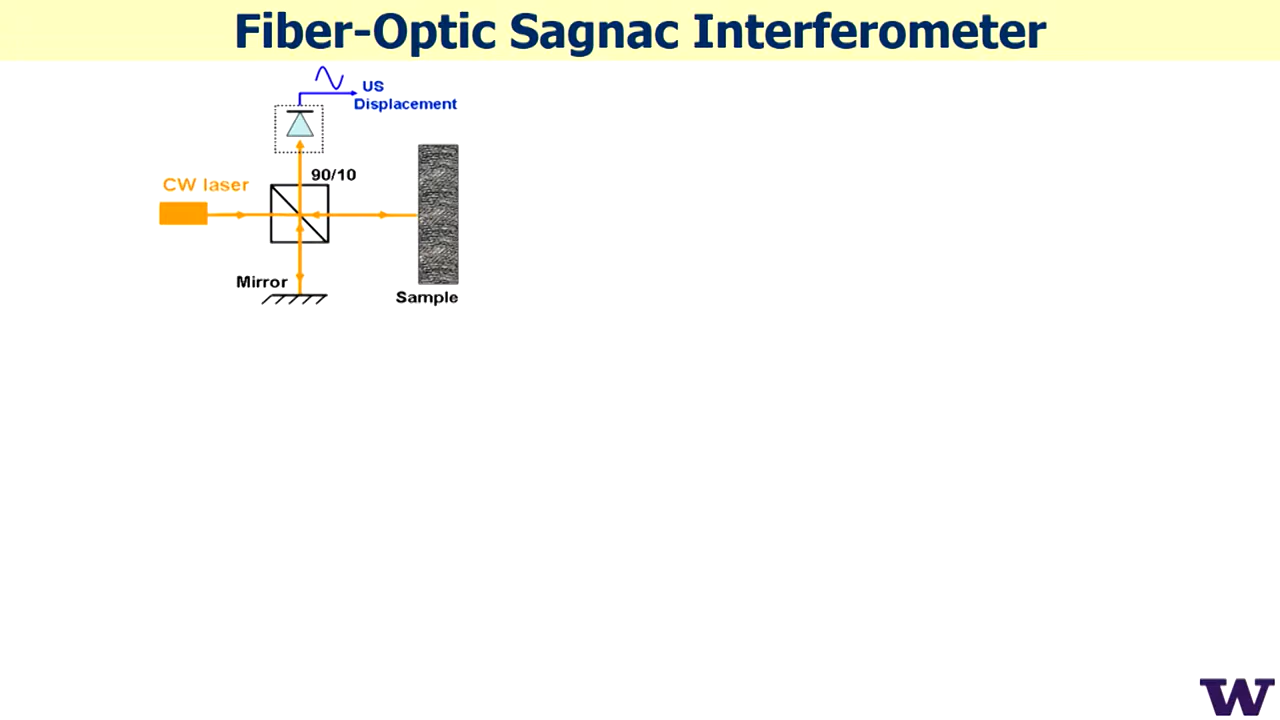 Fiber-Optic Sagnac Interferometer
US
Displacement
90/10
CW laser
Mirror
Sample
W